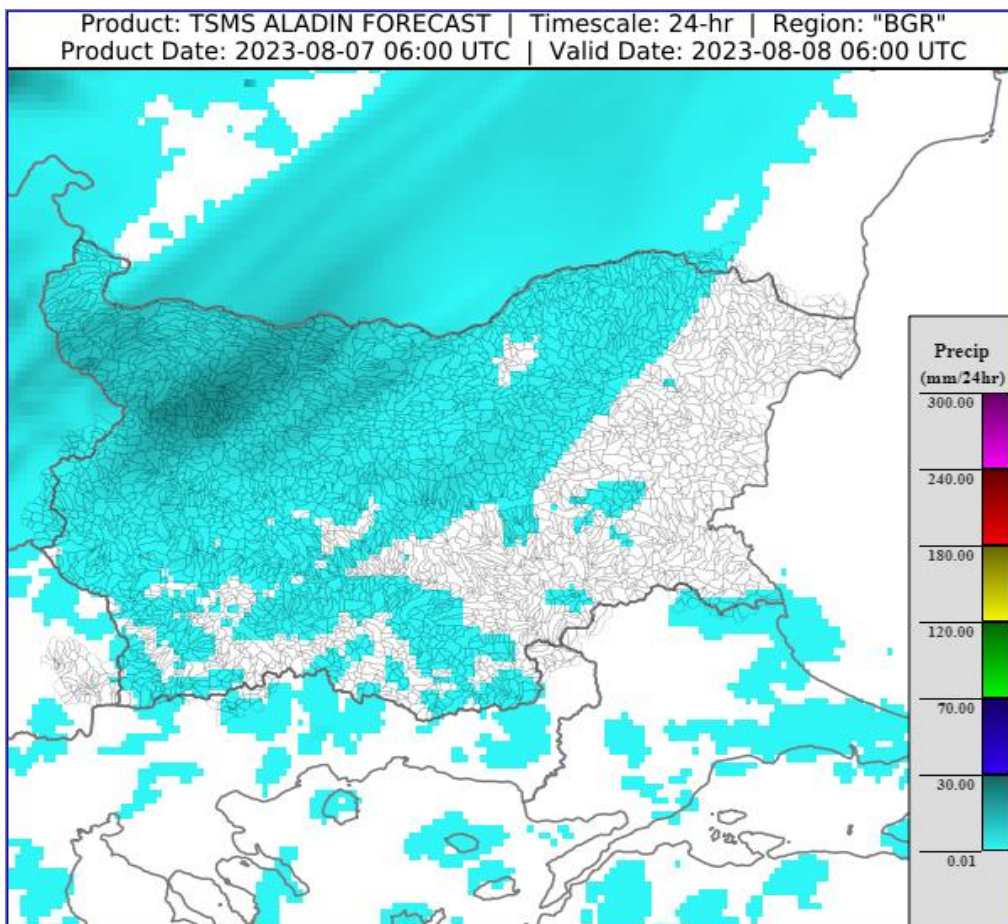 Product: TSMS ALADIN FORECAST | Timescale: 24-hr | Region: "BGR"
Product Date: 2023-08-07 06:00 UTC | Valid Date: 2023-08-08 06:00 UTC
Precip
(mm/24hr)
300.00
240.00
180.00
120.00
70.00
30.00
0.01